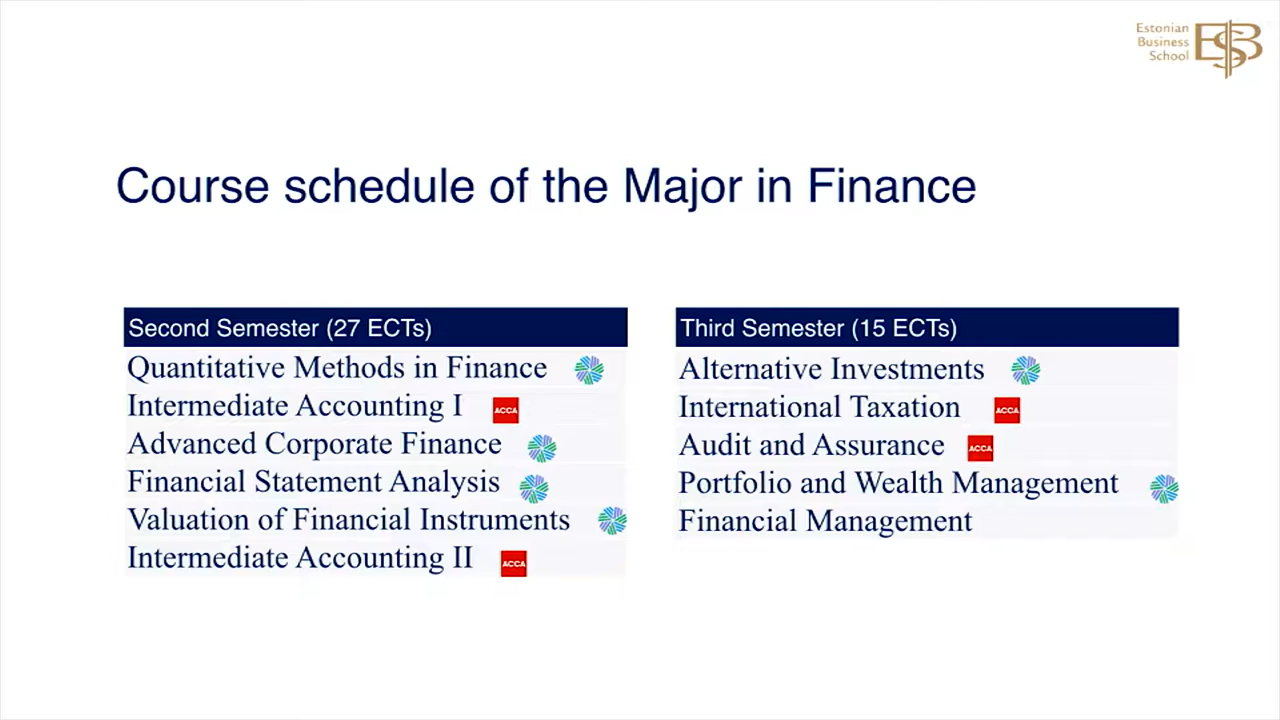 Estonian
Business
School
EBS
Course schedule of the Major in Finance
Second Semester (27 ECTs)
Quantitative Methods in Finance
Intermediate Accounting I ACCA
Advanced Corporate Finance
Financial Statement Analysis
Valuation of Financial Instruments
Intermediate Accounting II ACCA
Third Semester (15 ECTs)
Alternative Investments
International Taxation ACCA
Audit and Assurance ACCA
Portfolio and Wealth Management
Financial Management